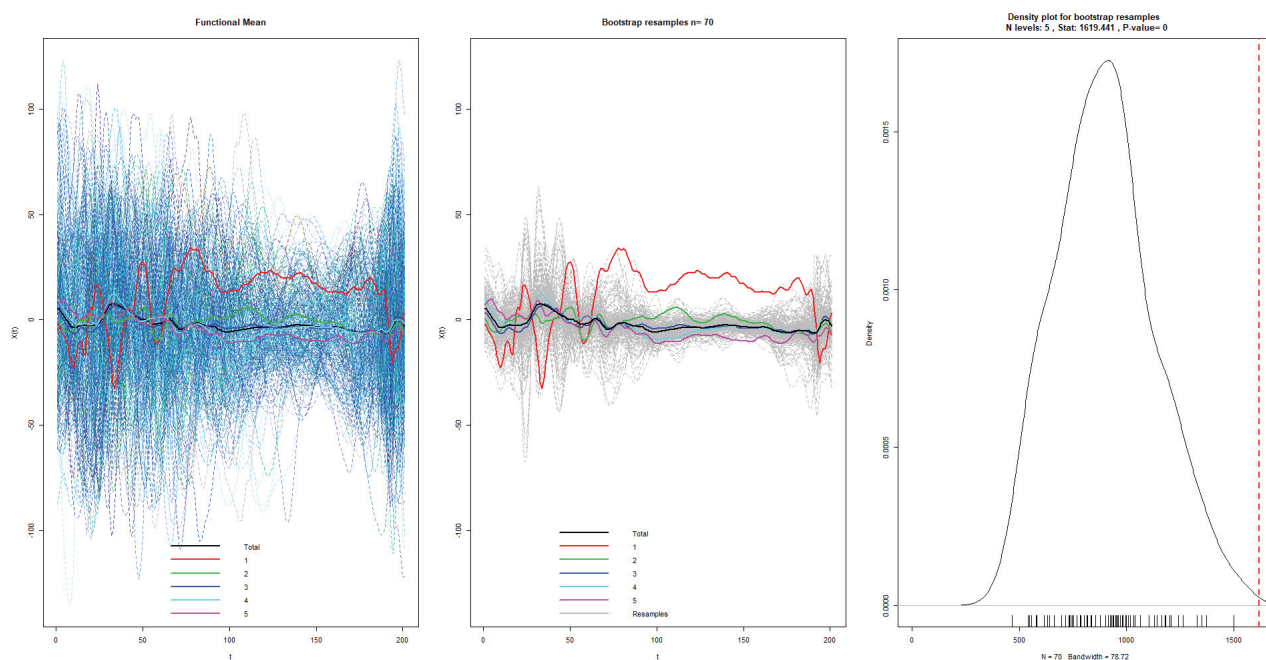 Functional Mean
X(t)
100
50
0
-50
-100
Total
1
2
3
4
5
0
50
100
150
200
t
Bootstrap resamples n= 70
X(t)
100
50
0
-50
-100
Total
1
2
3
4
5
Resamples
0
50
100
150
200
t
Density plot for bootstrap resamples
N levels: 5 , Stat: 1619.441 , P-value= 0
Density
0.0015
0.0010
0.0005
0.0000
0
500
1000
1500
N = 70 Bandwidth = 78.72